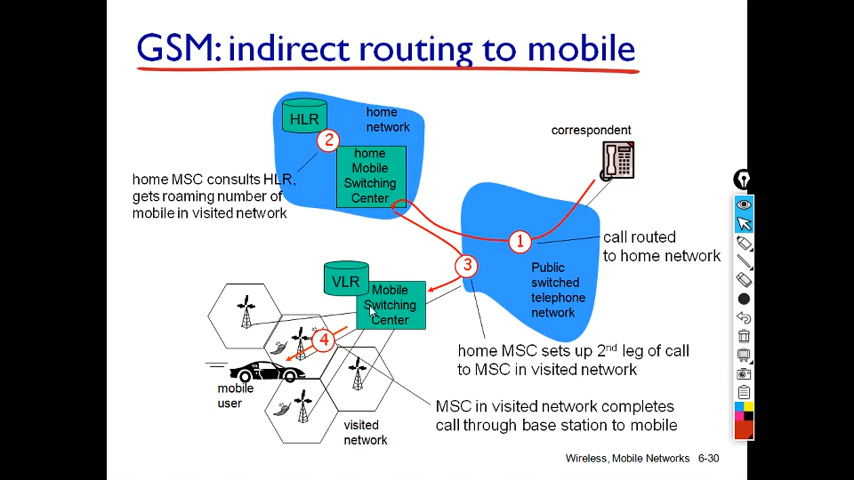 GSM: indirect routing to mobile
HLR
home
network
2
correspondent
home
Mobile
Switching
Center
home MSC consults HLR,
gets roaming number of
mobile in visited network
1
call routed
to home network
3
Public
switched
telephone
network
VLR
Mobile
Switching
Center
4
home MSC sets up 2nd leg of call
to MSC in visited network
mobile
user
MSC in visited network completes
call through base station to mobile
visited
network
Wireless, Mobile Networks 6-30